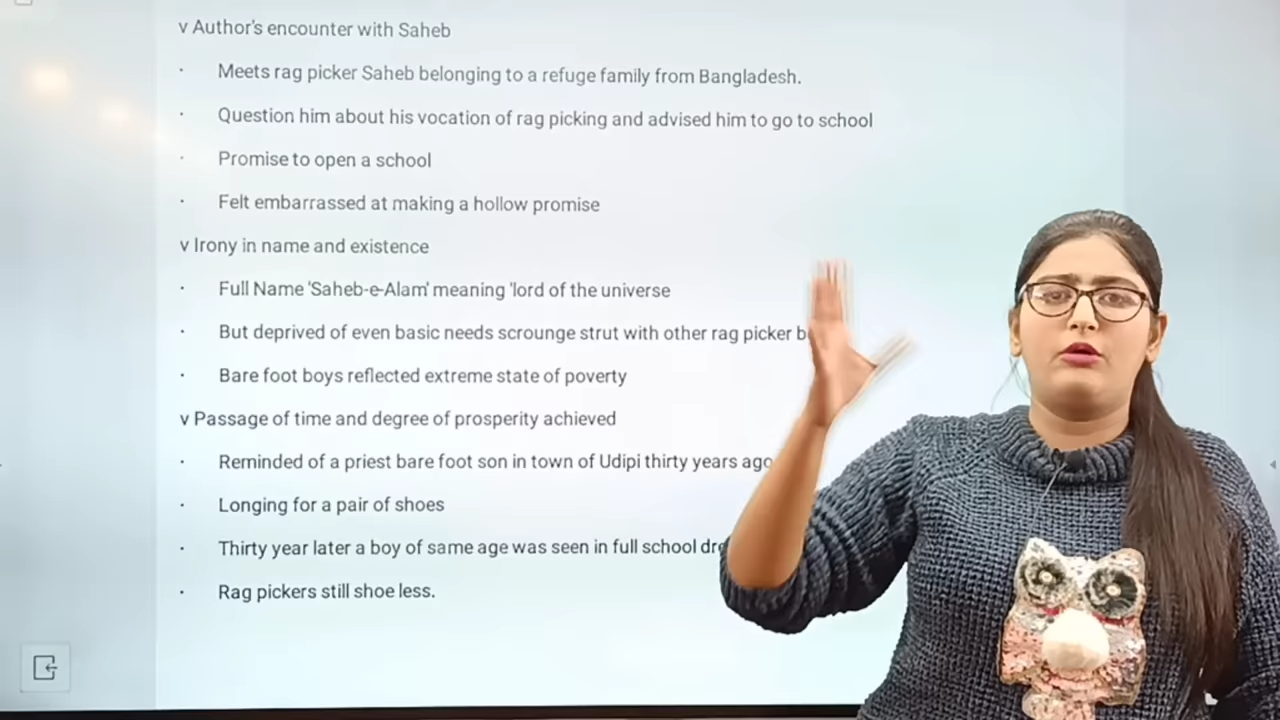 v Author's encounter with Saheb
· Meets rag picker Saheb belonging to a refuge family from Bangladesh.
· Question him about his vocation of rag picking and advised him to go to school
· Promise to open a school
· Felt embarrassed at making a hollow promise
v Irony in name and existence
· Full Name 'Saheb-e-Alam' meaning 'lord of the universe
· But deprived of even basic needs scrounge strut with other rag picker
· Bare foot boys reflected extreme state of poverty
v Passage of time and degree of prosperity achieved
· Reminded of a priest bare foot son in town of Udipi thirty years ago
· Longing for a pair of shoes
· Thirty year later a boy of same age was seen in full school
· Rag pickers still shoe less.